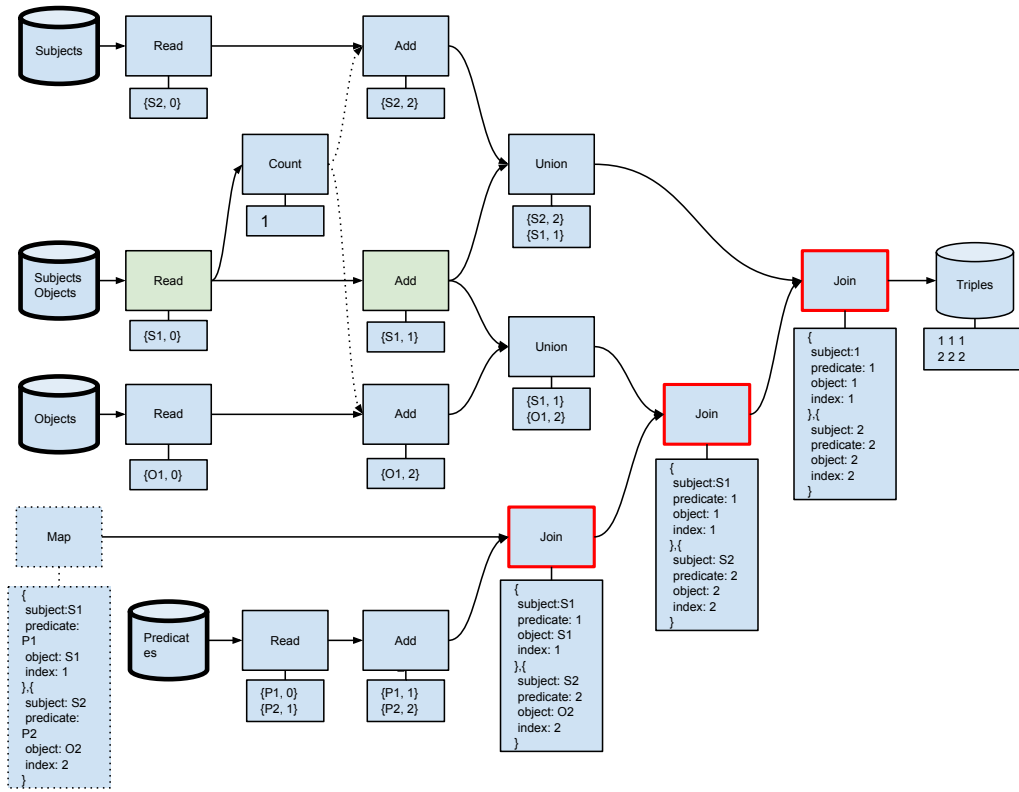 Subjects
Read
Add
{S2, 0}
{S2, 2}
Count
1
Union
{S2, 2}
{S1, 1}
Subjects
Objects
Read
Add
{S1, 0}
{S1, 1}
Join
Triples
{
subject:1
predicate: 1
object: 1
index: 1
},{
subject: 2
predicate: 2
object: 2
index: 2
}
1 1 1
2 2 2
Union
{S1, 1}
{O1, 2}
Objects
Read
Add
{O1, 0}
{O1, 2}
Join
{
subject:S1
predicate: 1
object: 1
index: 1
},{
subject: S2
predicate: 2
object: 2
index: 2
}
Map
{
subject:S1
predicate:
P1
object: S1
index: 1
},{
subject: S2
predicate:
P2
object: O2
index: 2
}
Join
{
subject:S1
predicate: 1
object: S1
index: 1
},{
subject: S2
predicate: 2
object: O2
index: 2
}
Predicat
es
Read
Add
{P1, 0}
{P2, 1}
{P1, 1}
{P2, 2}